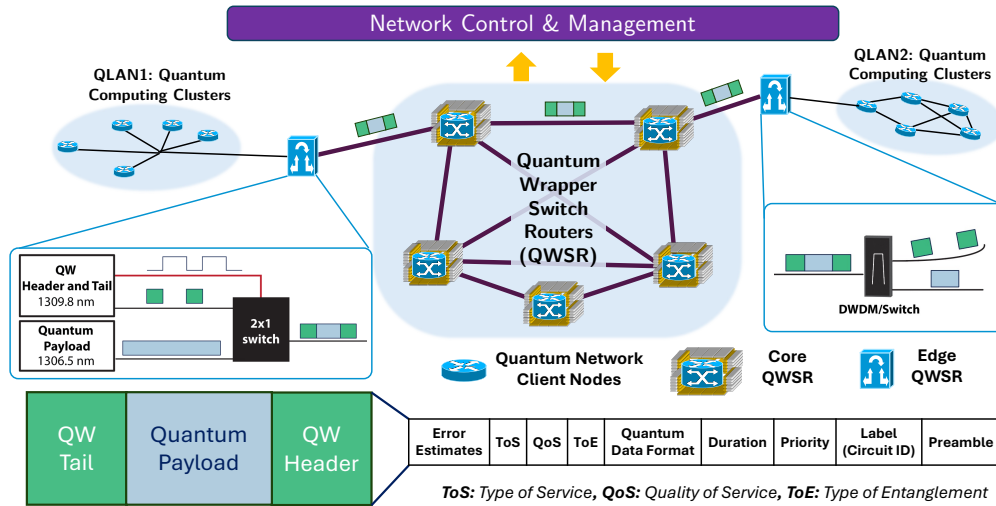 Network Control & Management
QLAN1: Quantum
Computing Clusters
QLAN2: Quantum
Computing Clusters
Quantum
Wrapper
Switch
Routers
(QWSR)
QW
Header and Tail
1309.8 nm
Quantum
Payload
1306.5 nm
2x1
switch
DWDM/Switch
Quantum Network
Client Nodes
Core
QWSR
Edge
QWSR
QW
Tail
Quantum
Payload
QW
Header
Error
Estimates
ToS
QoS
ToE
Quantum
Data Format
Duration
Priority
Label
(Circuit ID)
Preamble
ToS: Type of Service, QoS: Quality of Service, ToE: Type of Entanglement